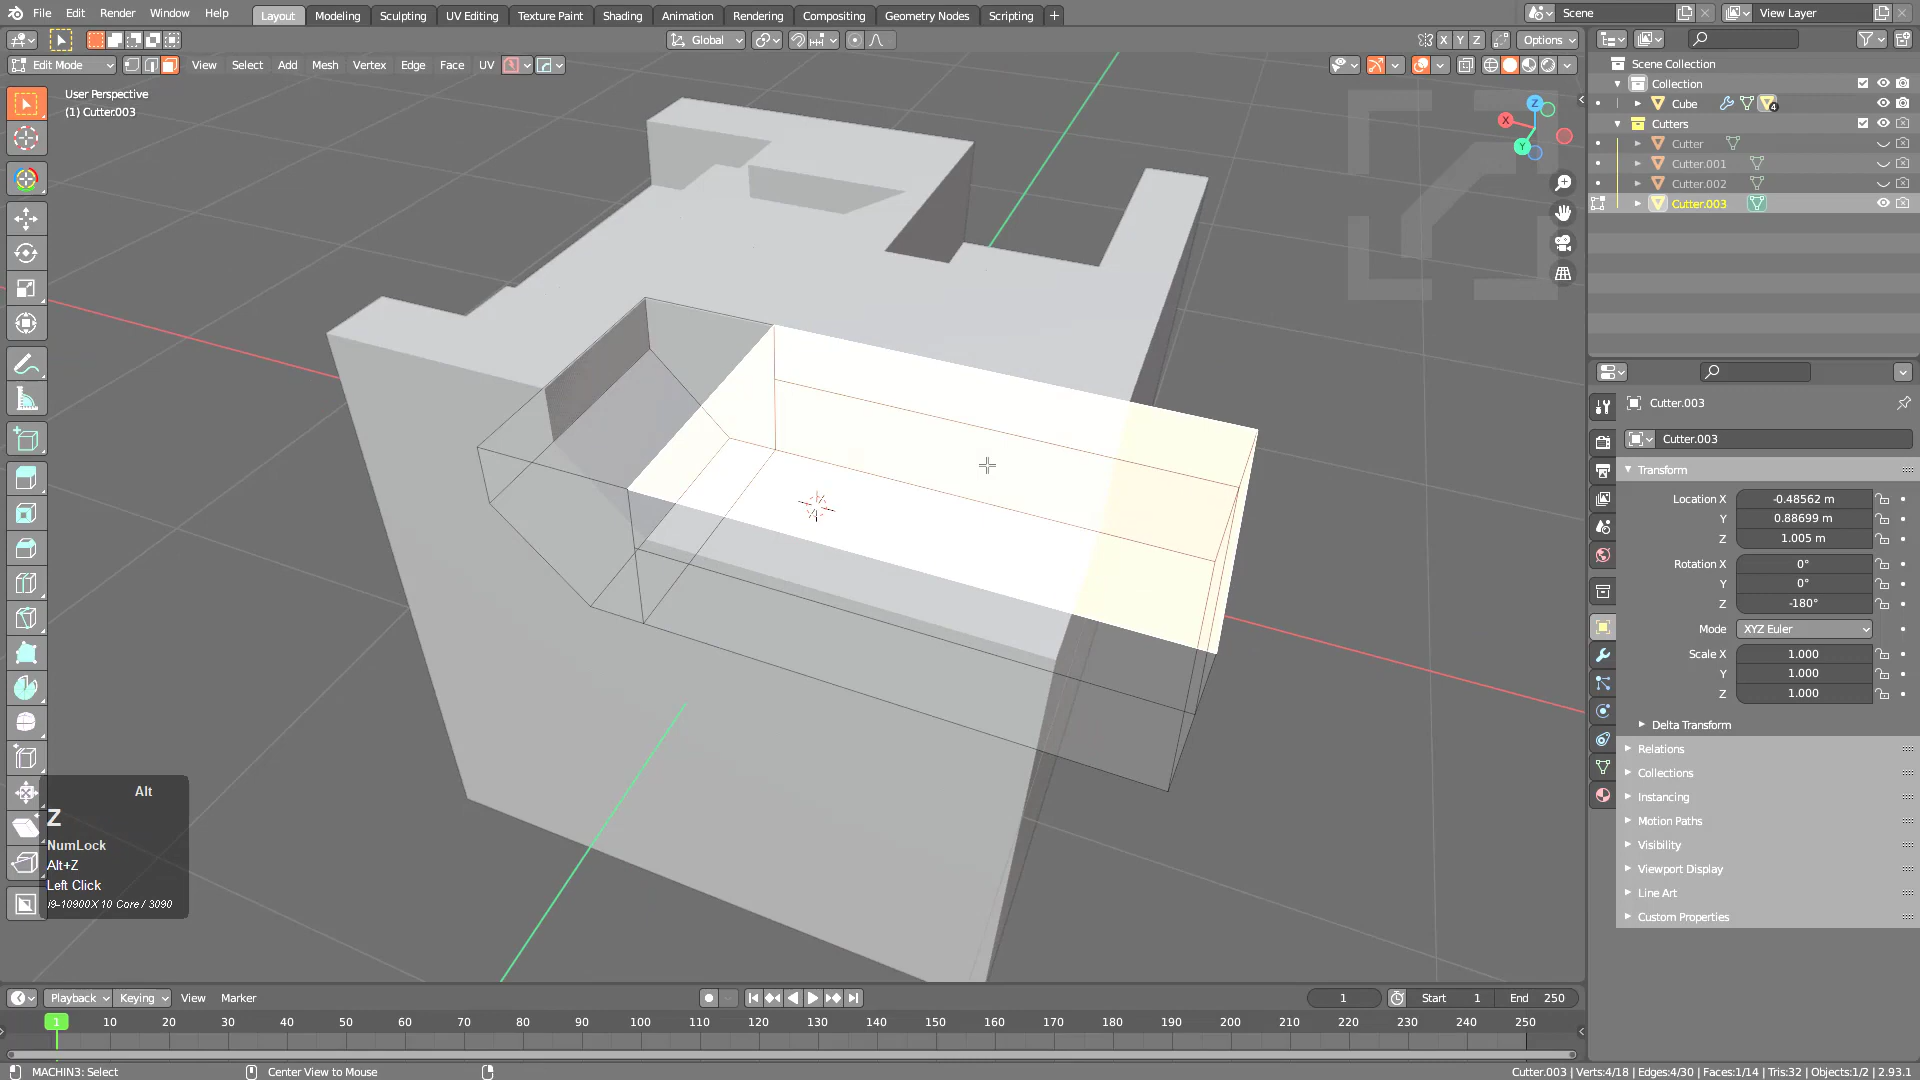 File Edit Render Window Help Layout Modeling Sculpting UV Editing Texture Paint Shading Animation Rendering Compositing Geometry Nodes Scripting + Scene View Layer
Global X Y Z Options
Edit Mode View Select Add Mesh Vertex Edge Face UV
User Perspective
(1) Cutter.003
Z
X
Y
Scene Collection
Collection
Cube 4
Cutters
Cutter
Cutter.001
Cutter.002
Cutter.003
Cutter.003
Cutter.003
Transform
Location X -0.48562 m
Y 0.88699 m
Z 1.005 m
Rotation X 0°
Y 0°
Z -180°
Mode XYZ Euler
Scale X 1.000
Y 1.000
Z 1.000
Delta Transform
Relations
Collections
Instancing
Motion Paths
Visibility
Viewport Display
Line Art
Custom Properties
Alt
Z
NumLock
Alt+Z
Left Click
i9-10900X 10 Core / 3090
Playback Keying View Marker 1 Start 1 End 250
1 10 20 30 40 50 60 70 80 90 100 110 120 130 140 150 160 170 180 190 200 210 220 230 240 250
MACHIN3: Select Center View to Mouse Cutter.003 | Verts:4/18 | Edges:4/30 | Faces:1/14 | Tris:32 | Objects:1/2 | 2.93.1